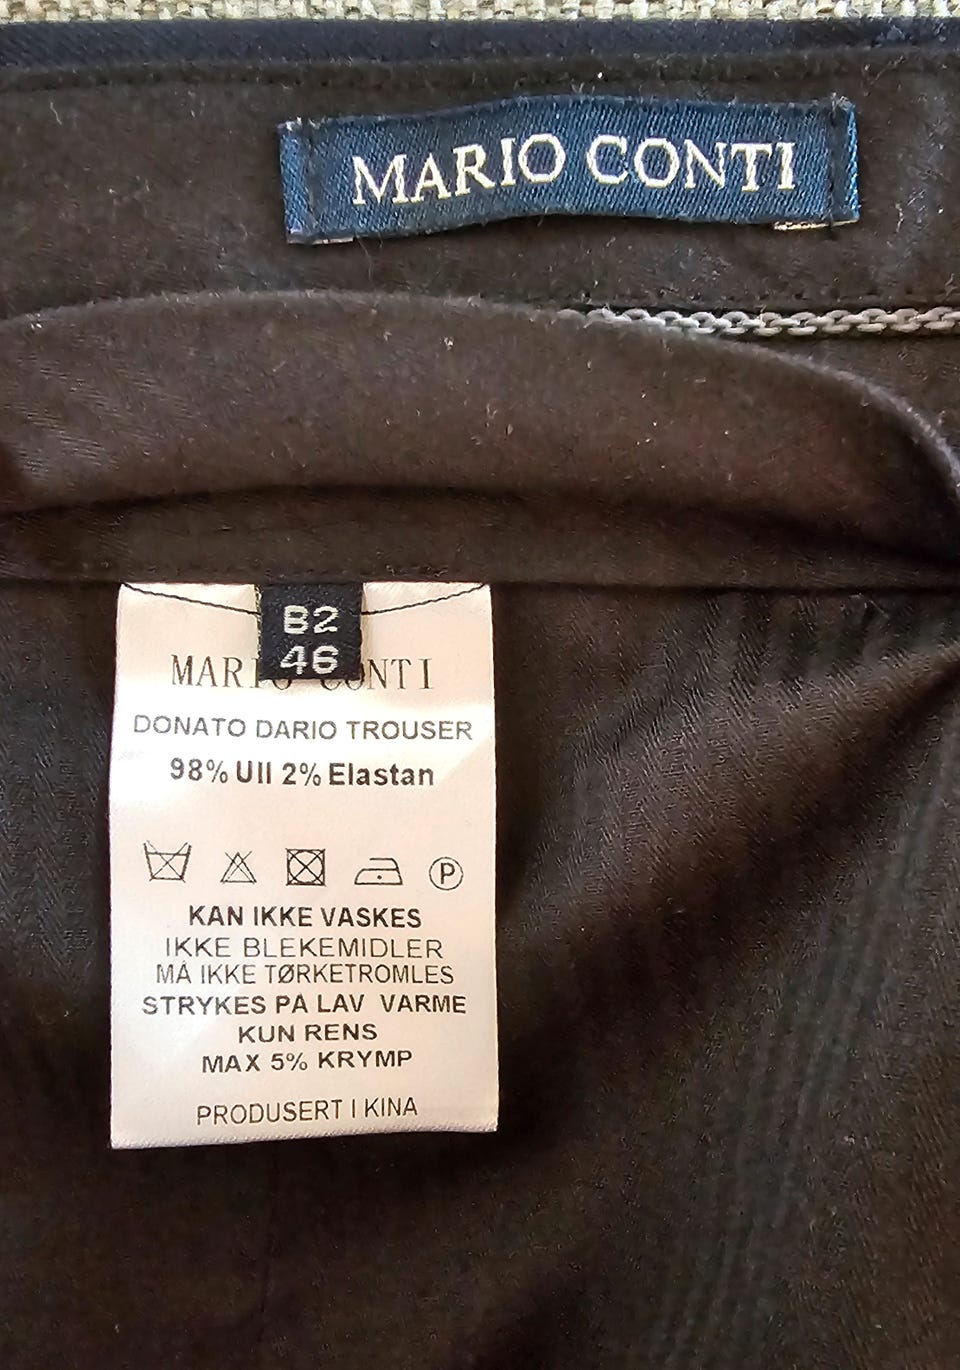 MARIO CONTI
B2
46
MARIO CONTI
DONATO DARIO TROUSER
98% Ull 2% Elastan
P
KAN IKKE VASKES
IKKE BLEKEMIDLER
MÅ IKKE TØRKETROMLES
STRYKES PÅ LAV VARME
KUN RENS
MAX 5% KRYMP
PRODUSERT I KINA